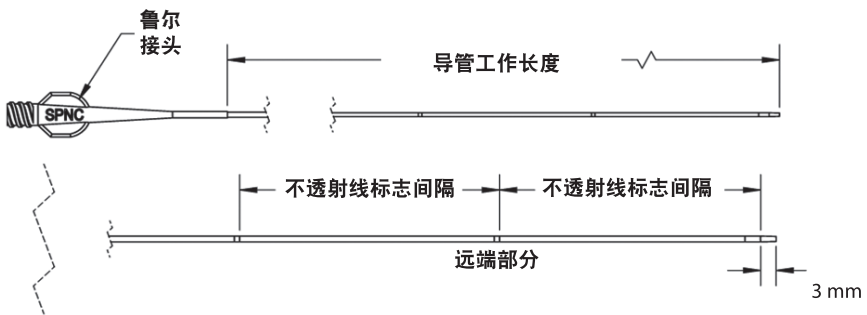 鲁尔
接头
导管工作长度
SPNC
不透射线标志间隔
不透射线标志间隔
远端部分
3 mm